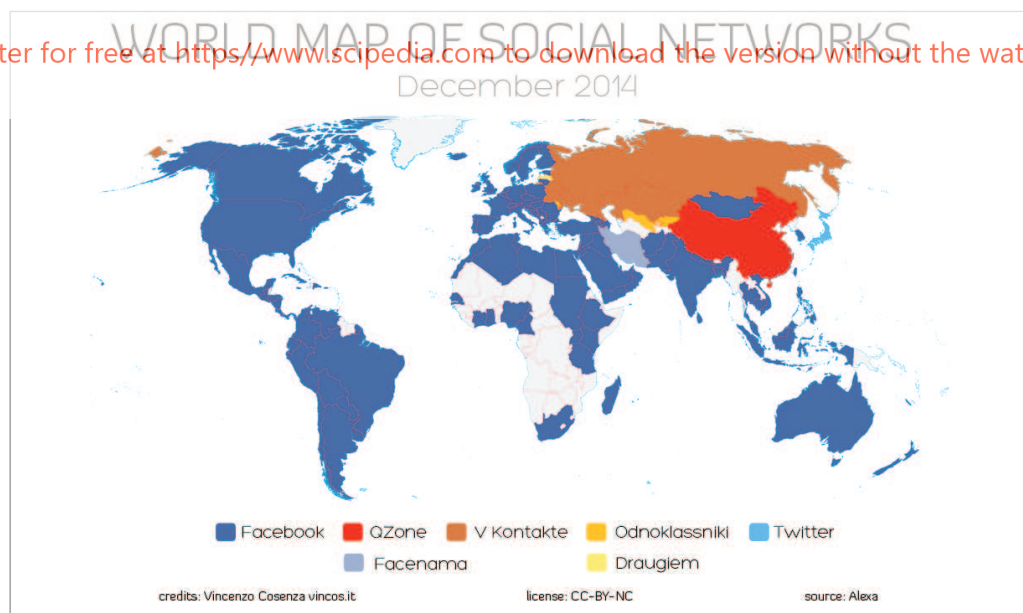 WORLD MAP OF SOCIAL NETWORKS
ter for free at https//www.scipedia.com to download the version without the wat
December 2014
Facebook QZone V Kontakte Odnoklassniki Twitter
Facenama Draugiem
credits: Vincenzo Cosenza vincos.it license: CC-BY-NC source: Alexa